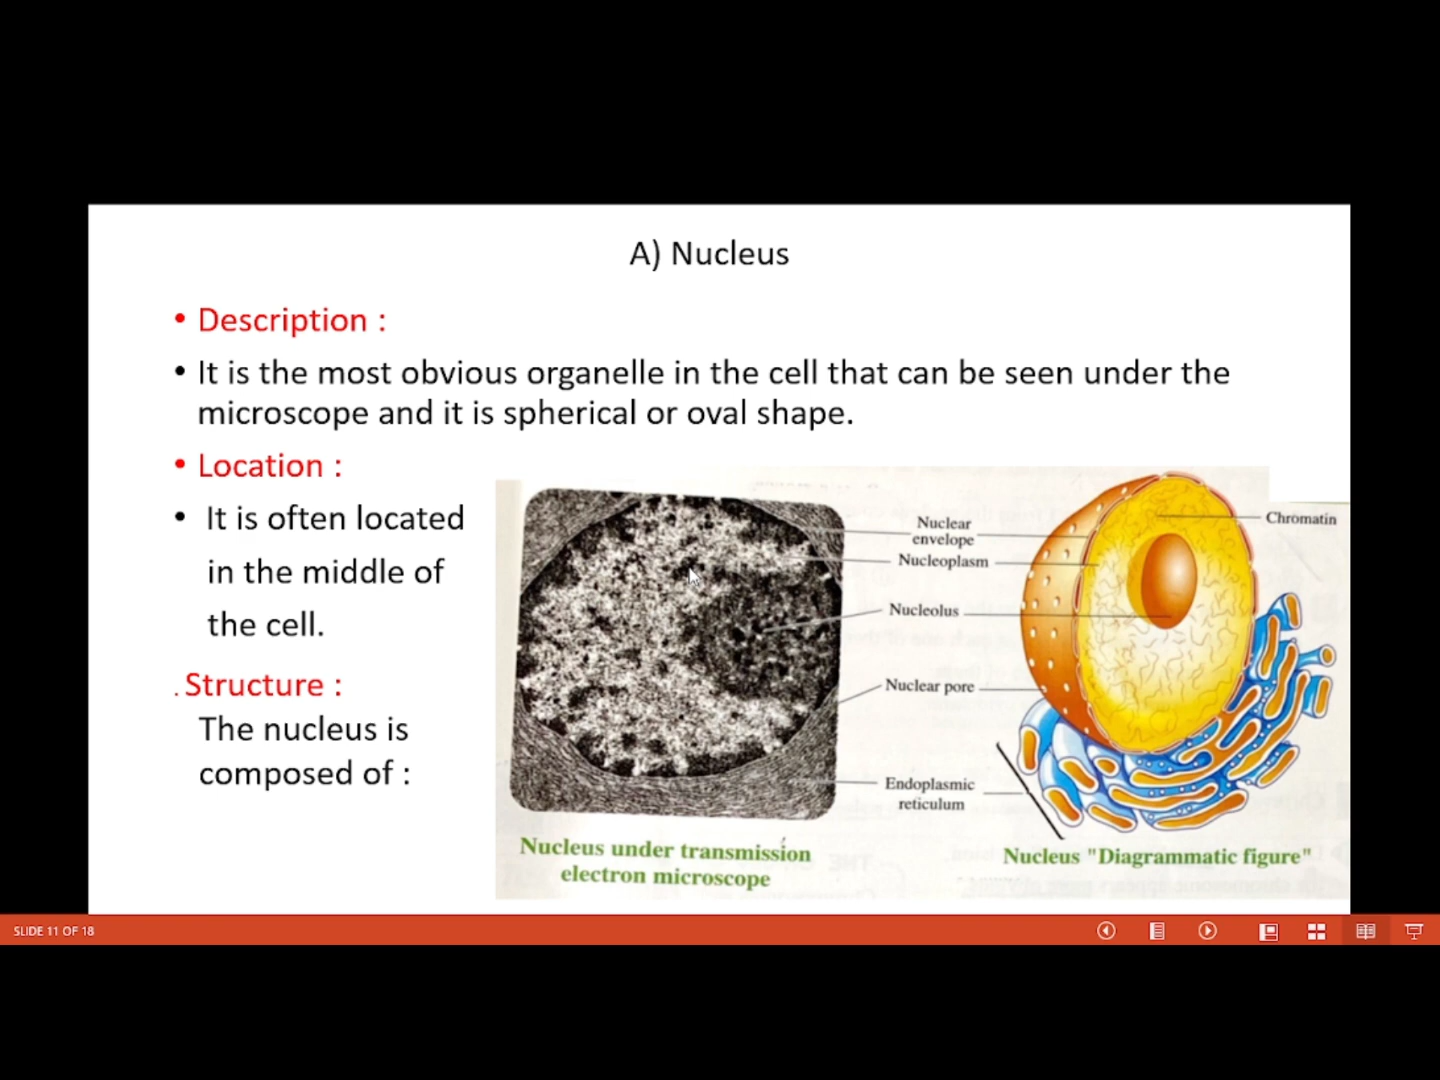 A) Nucleus
• Description :
• It is the most obvious organelle in the cell that can be seen under the
microscope and it is spherical or oval shape.
• Location :
• It is often located
in the middle of
the cell.
. Structure :
The nucleus is
composed of :
Nuclear
envelope
Nucleoplasm
Nucleolus
Nuclear pore
Endoplasmic
reticulum
Chromatin
Nucleus under transmission
electron microscope
Nucleus "Diagrammatic figure"
SLIDE 11 OF 18